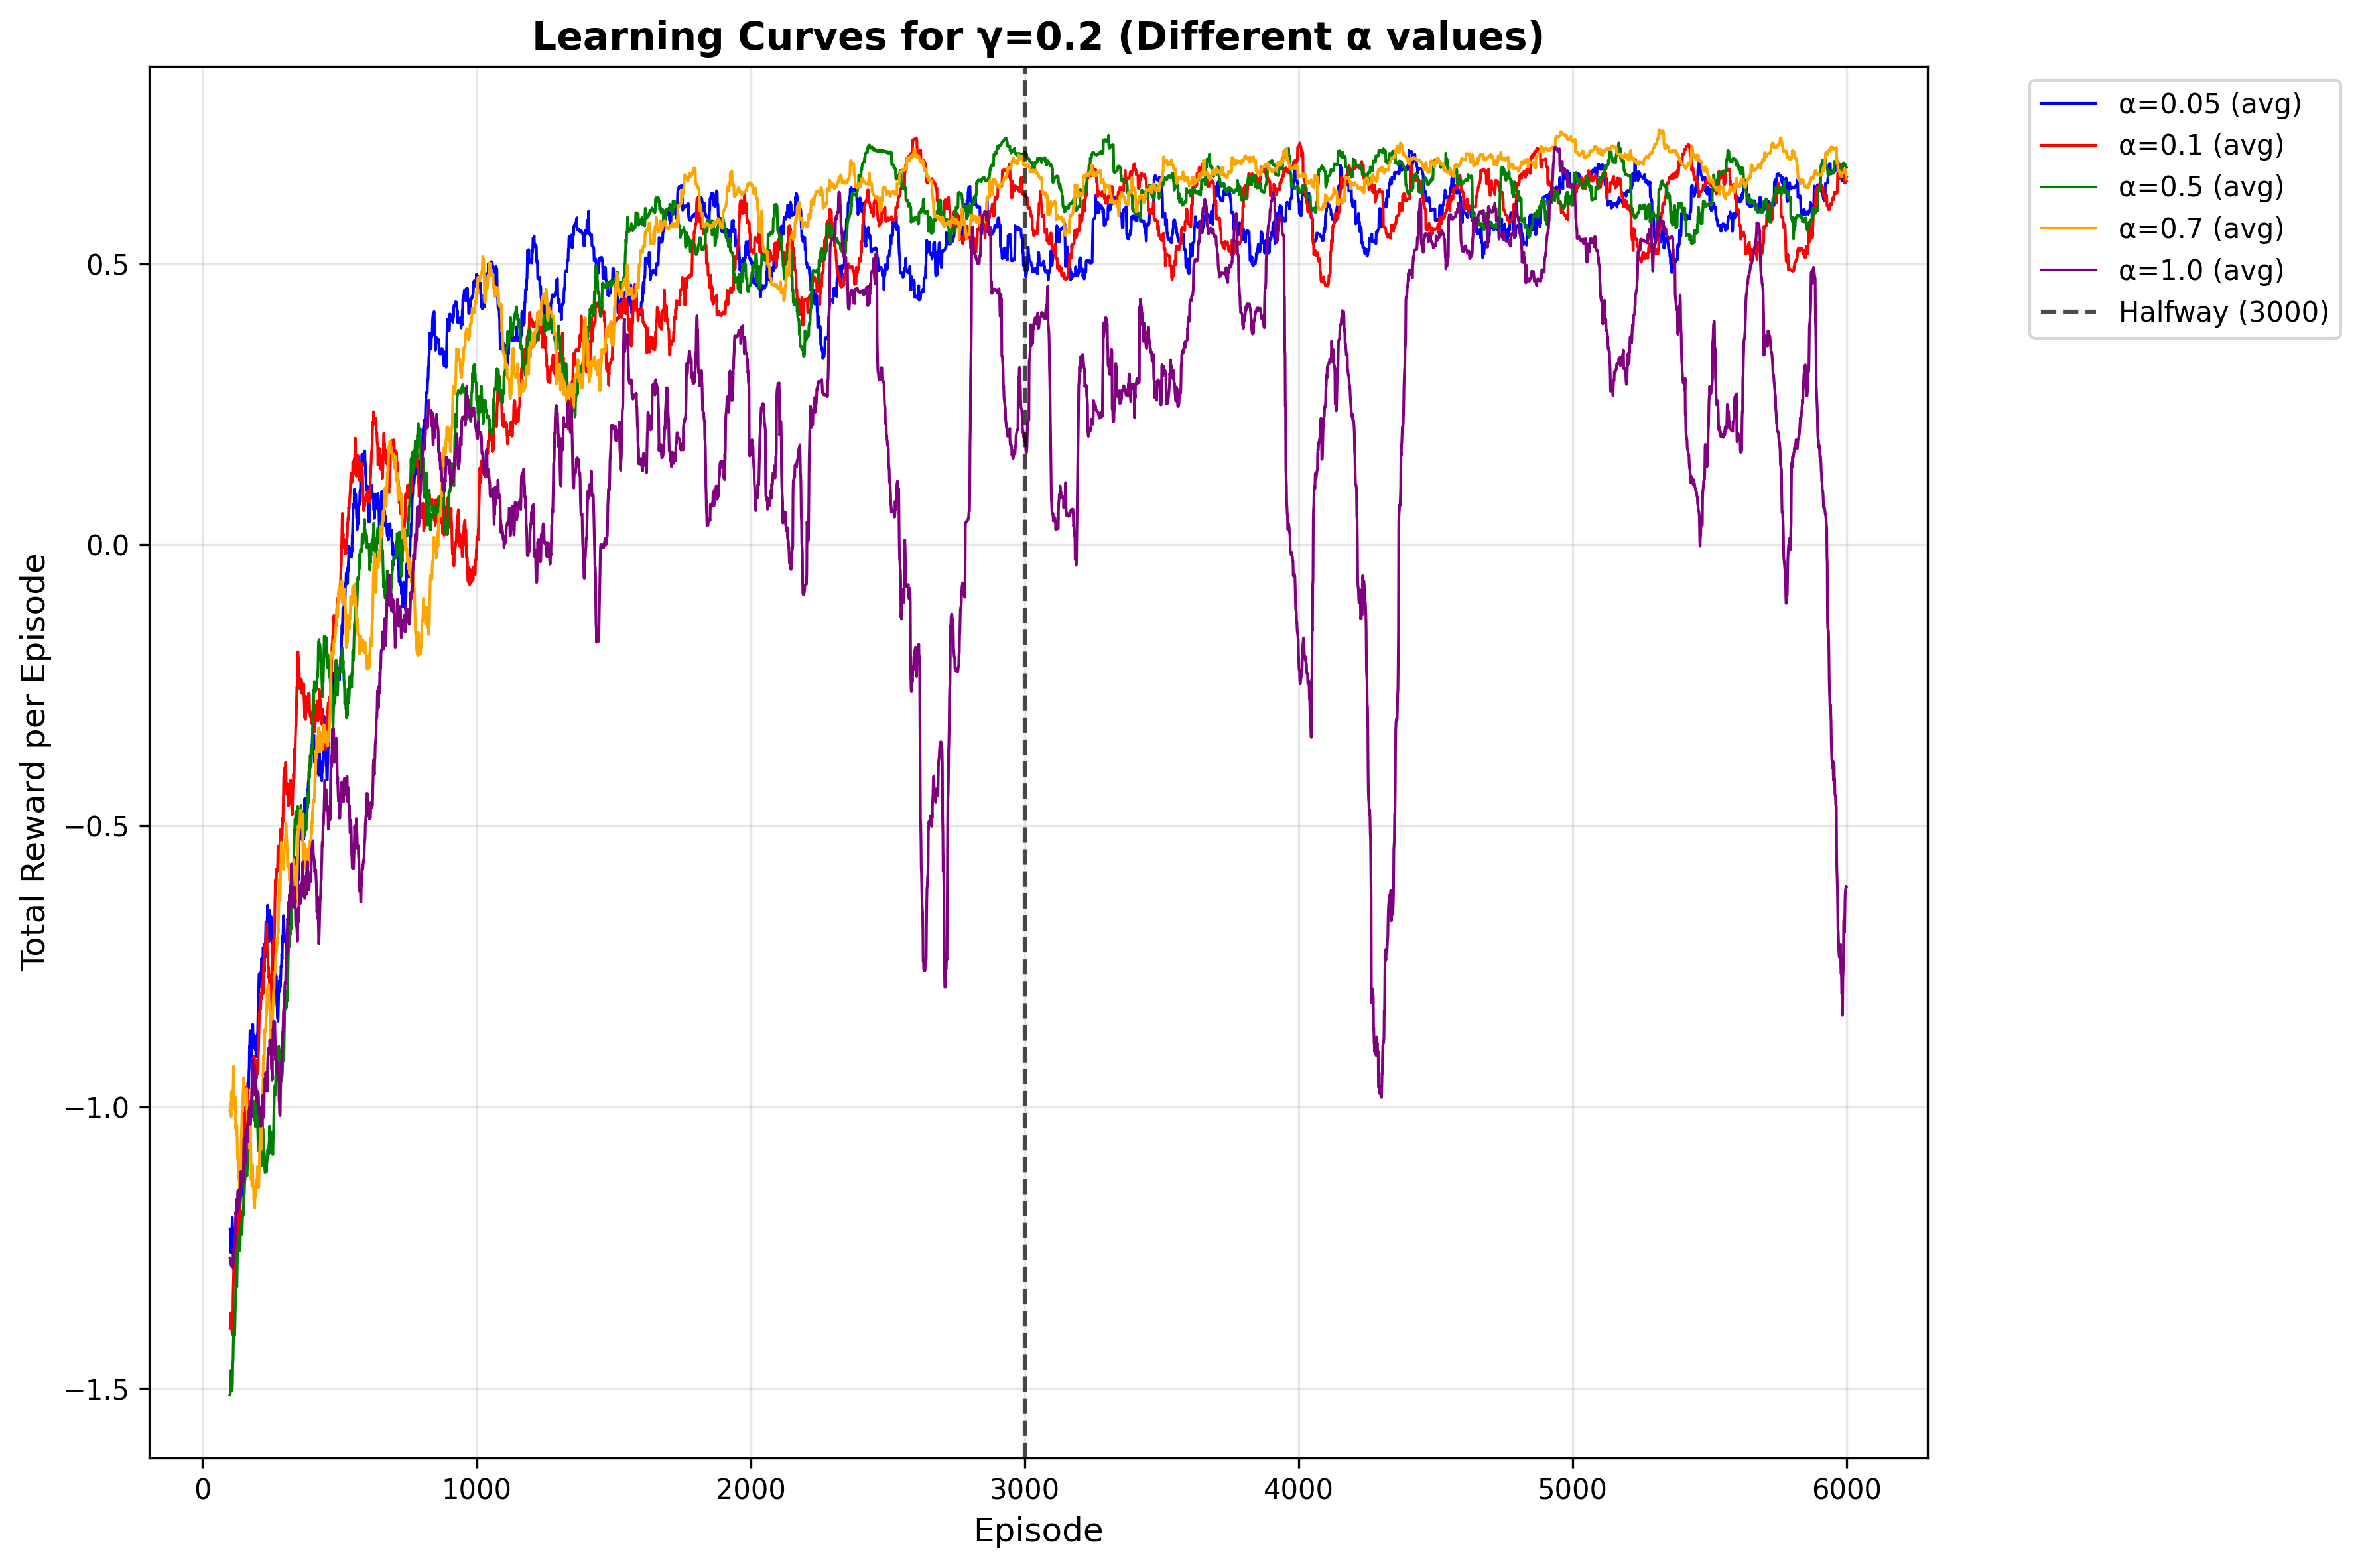 Learning Curves for γ=0.2 (Different α values)
α=0.05 (avg)
α=0.1 (avg)
α=0.5 (avg)
α=0.7 (avg)
α=1.0 (avg)
Halfway (3000)
Total Reward per Episode
0.5
0.0
−0.5
−1.0
−1.5
0 1000 2000 3000 4000 5000 6000
Episode